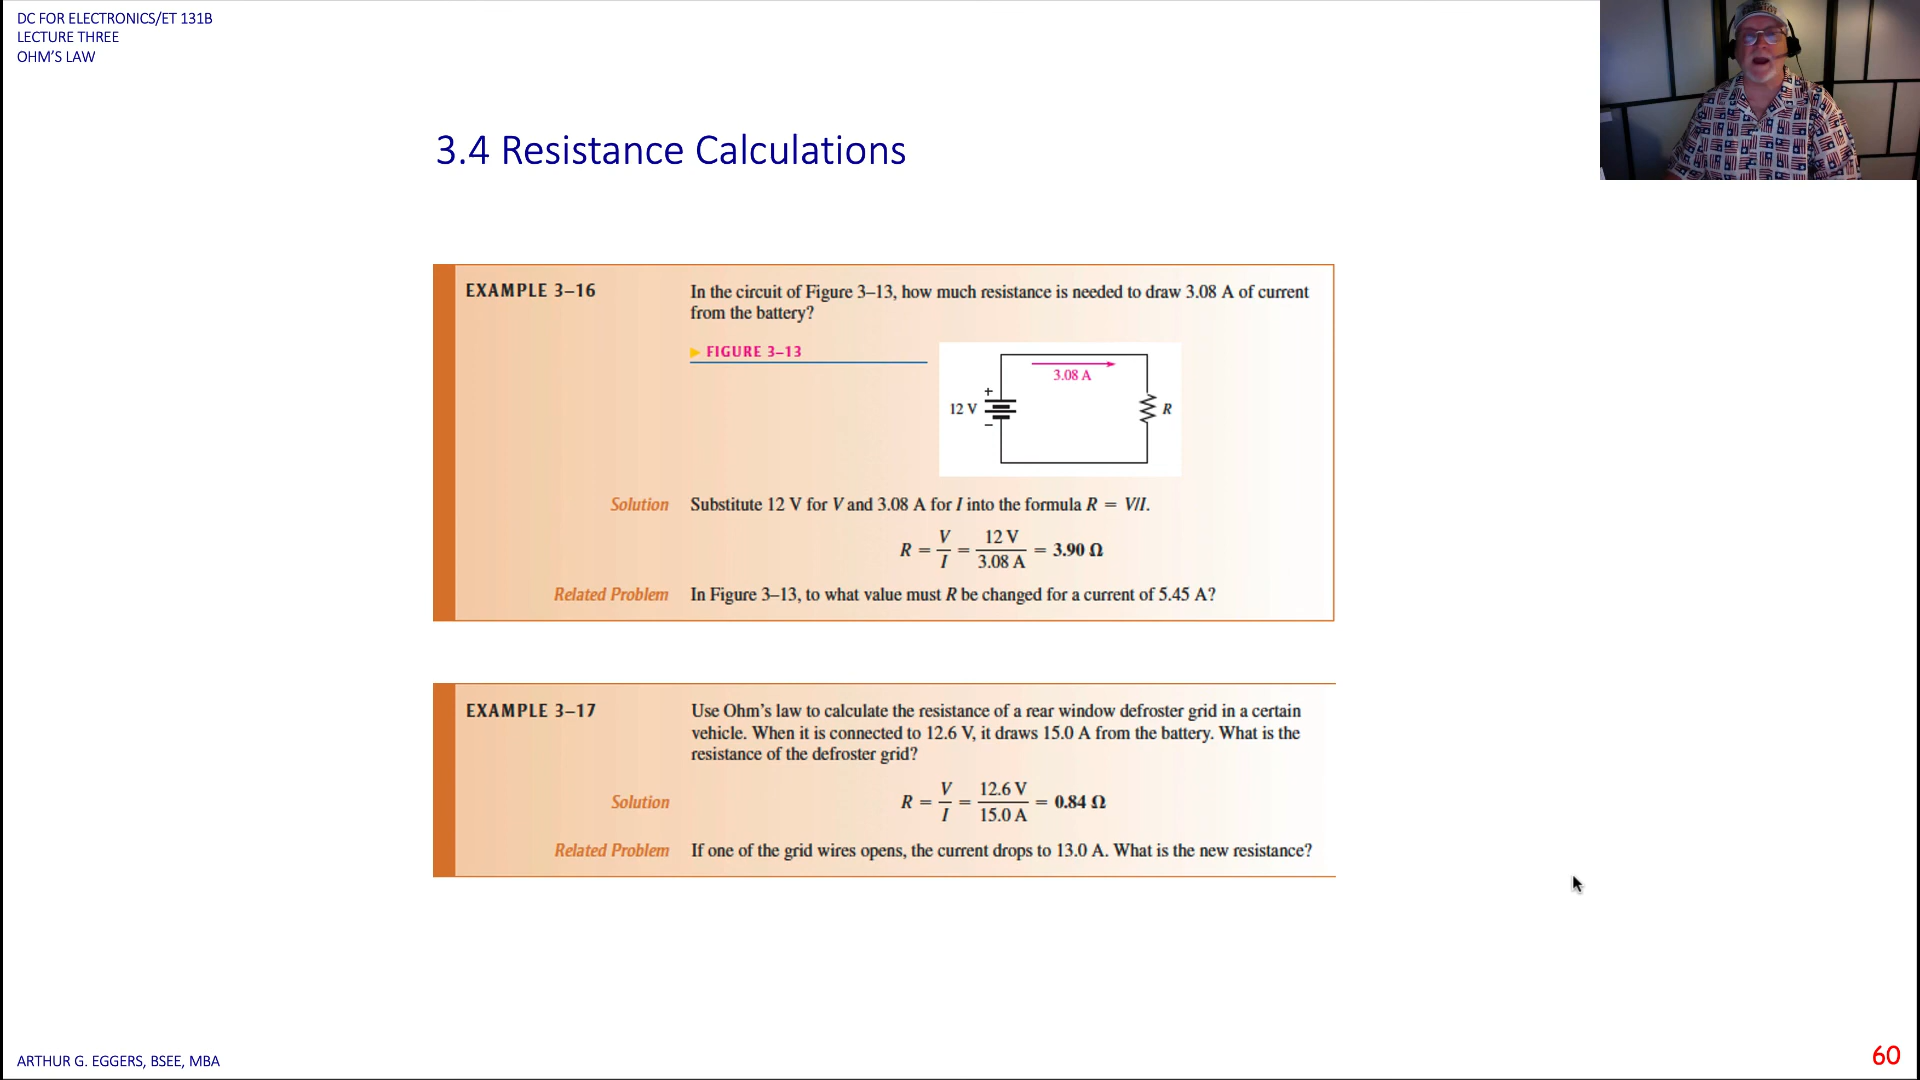 DC FOR ELECTRONICS/ET 131B
LECTURE THREE
OHM'S LAW
3.4 Resistance Calculations
EXAMPLE 3–16
In the circuit of Figure 3–13, how much resistance is needed to draw 3.08 A of current
from the battery?
FIGURE 3–13
3.08 A
+
12 V
R
−
Solution Substitute 12 V for V and 3.08 A for I into the formula R = V/I.
R = V/I = 12 V/3.08 A = 3.90 Ω
Related Problem In Figure 3–13, to what value must R be changed for a current of 5.45 A?
EXAMPLE 3–17
Use Ohm's law to calculate the resistance of a rear window defroster grid in a certain
vehicle. When it is connected to 12.6 V, it draws 15.0 A from the battery. What is the
resistance of the defroster grid?
Solution R = V/I = 12.6 V/15.0 A = 0.84 Ω
Related Problem If one of the grid wires opens, the current drops to 13.0 A. What is the new resistance?
ARTHUR G. EGGERS, BSEE, MBA
60